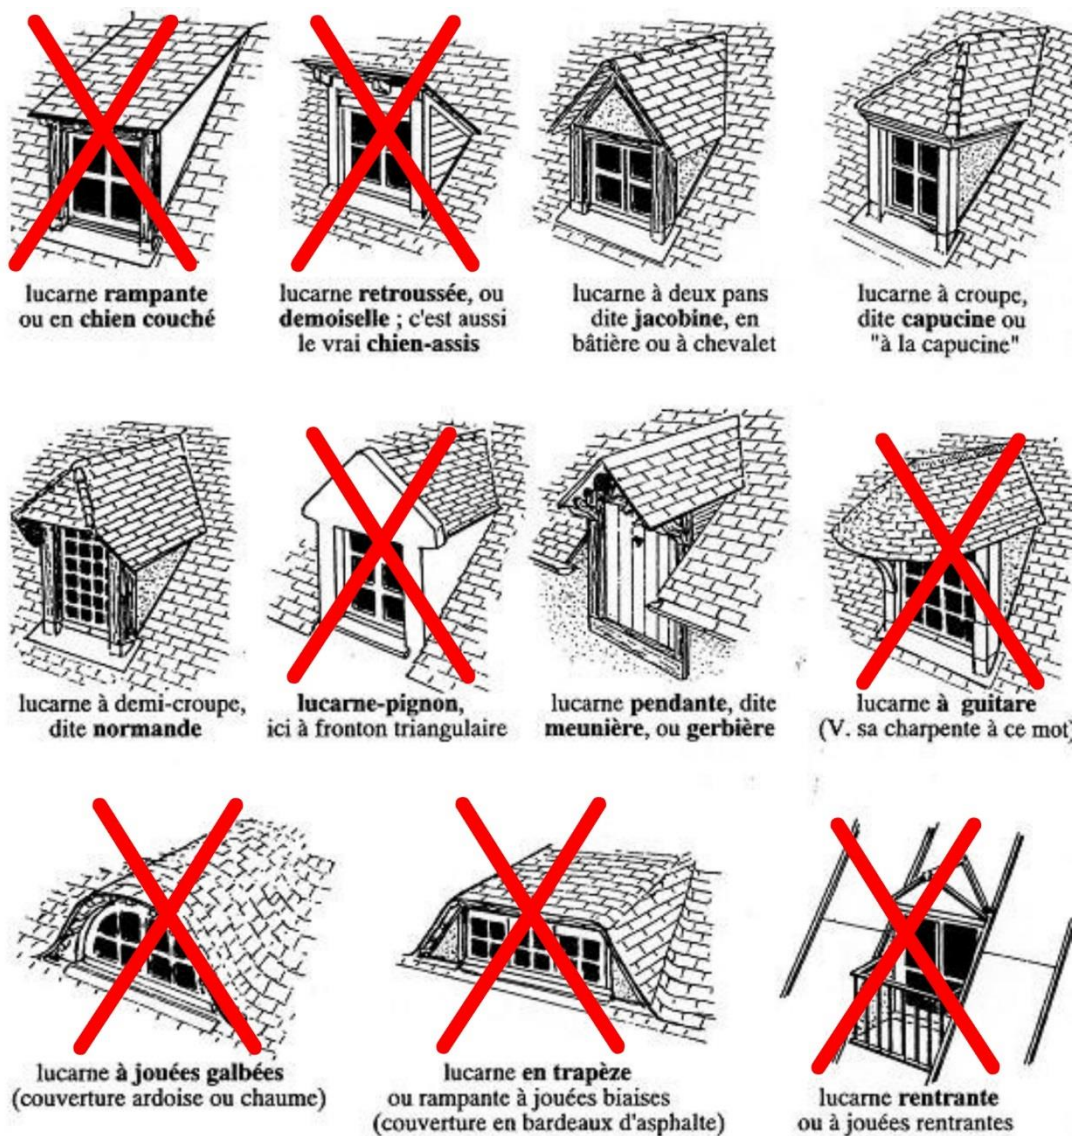 lucarne rampante
ou en chien couché
lucarne retroussée, ou
demoiselle ; c'est aussi
le vrai chien-assis
lucarne à deux pans
dite jacobine, en
bâtière ou à chevalet
lucarne à croupe,
dite capucine ou
"à la capucine"
lucarne à demi-croupe,
dite normande
lucarne-pignon,
ici à fronton triangulaire
lucarne pendante, dite
meunière, ou gerbière
lucarne à guitare
(V. sa charpente à ce mot)
lucarne à jouées galbées
(couverture ardoise ou chaume)
lucarne en trapèze
ou rampante à jouées biaises
(couverture en bardeaux d'asphalte)
lucarne rentrante
ou à jouées rentrantes